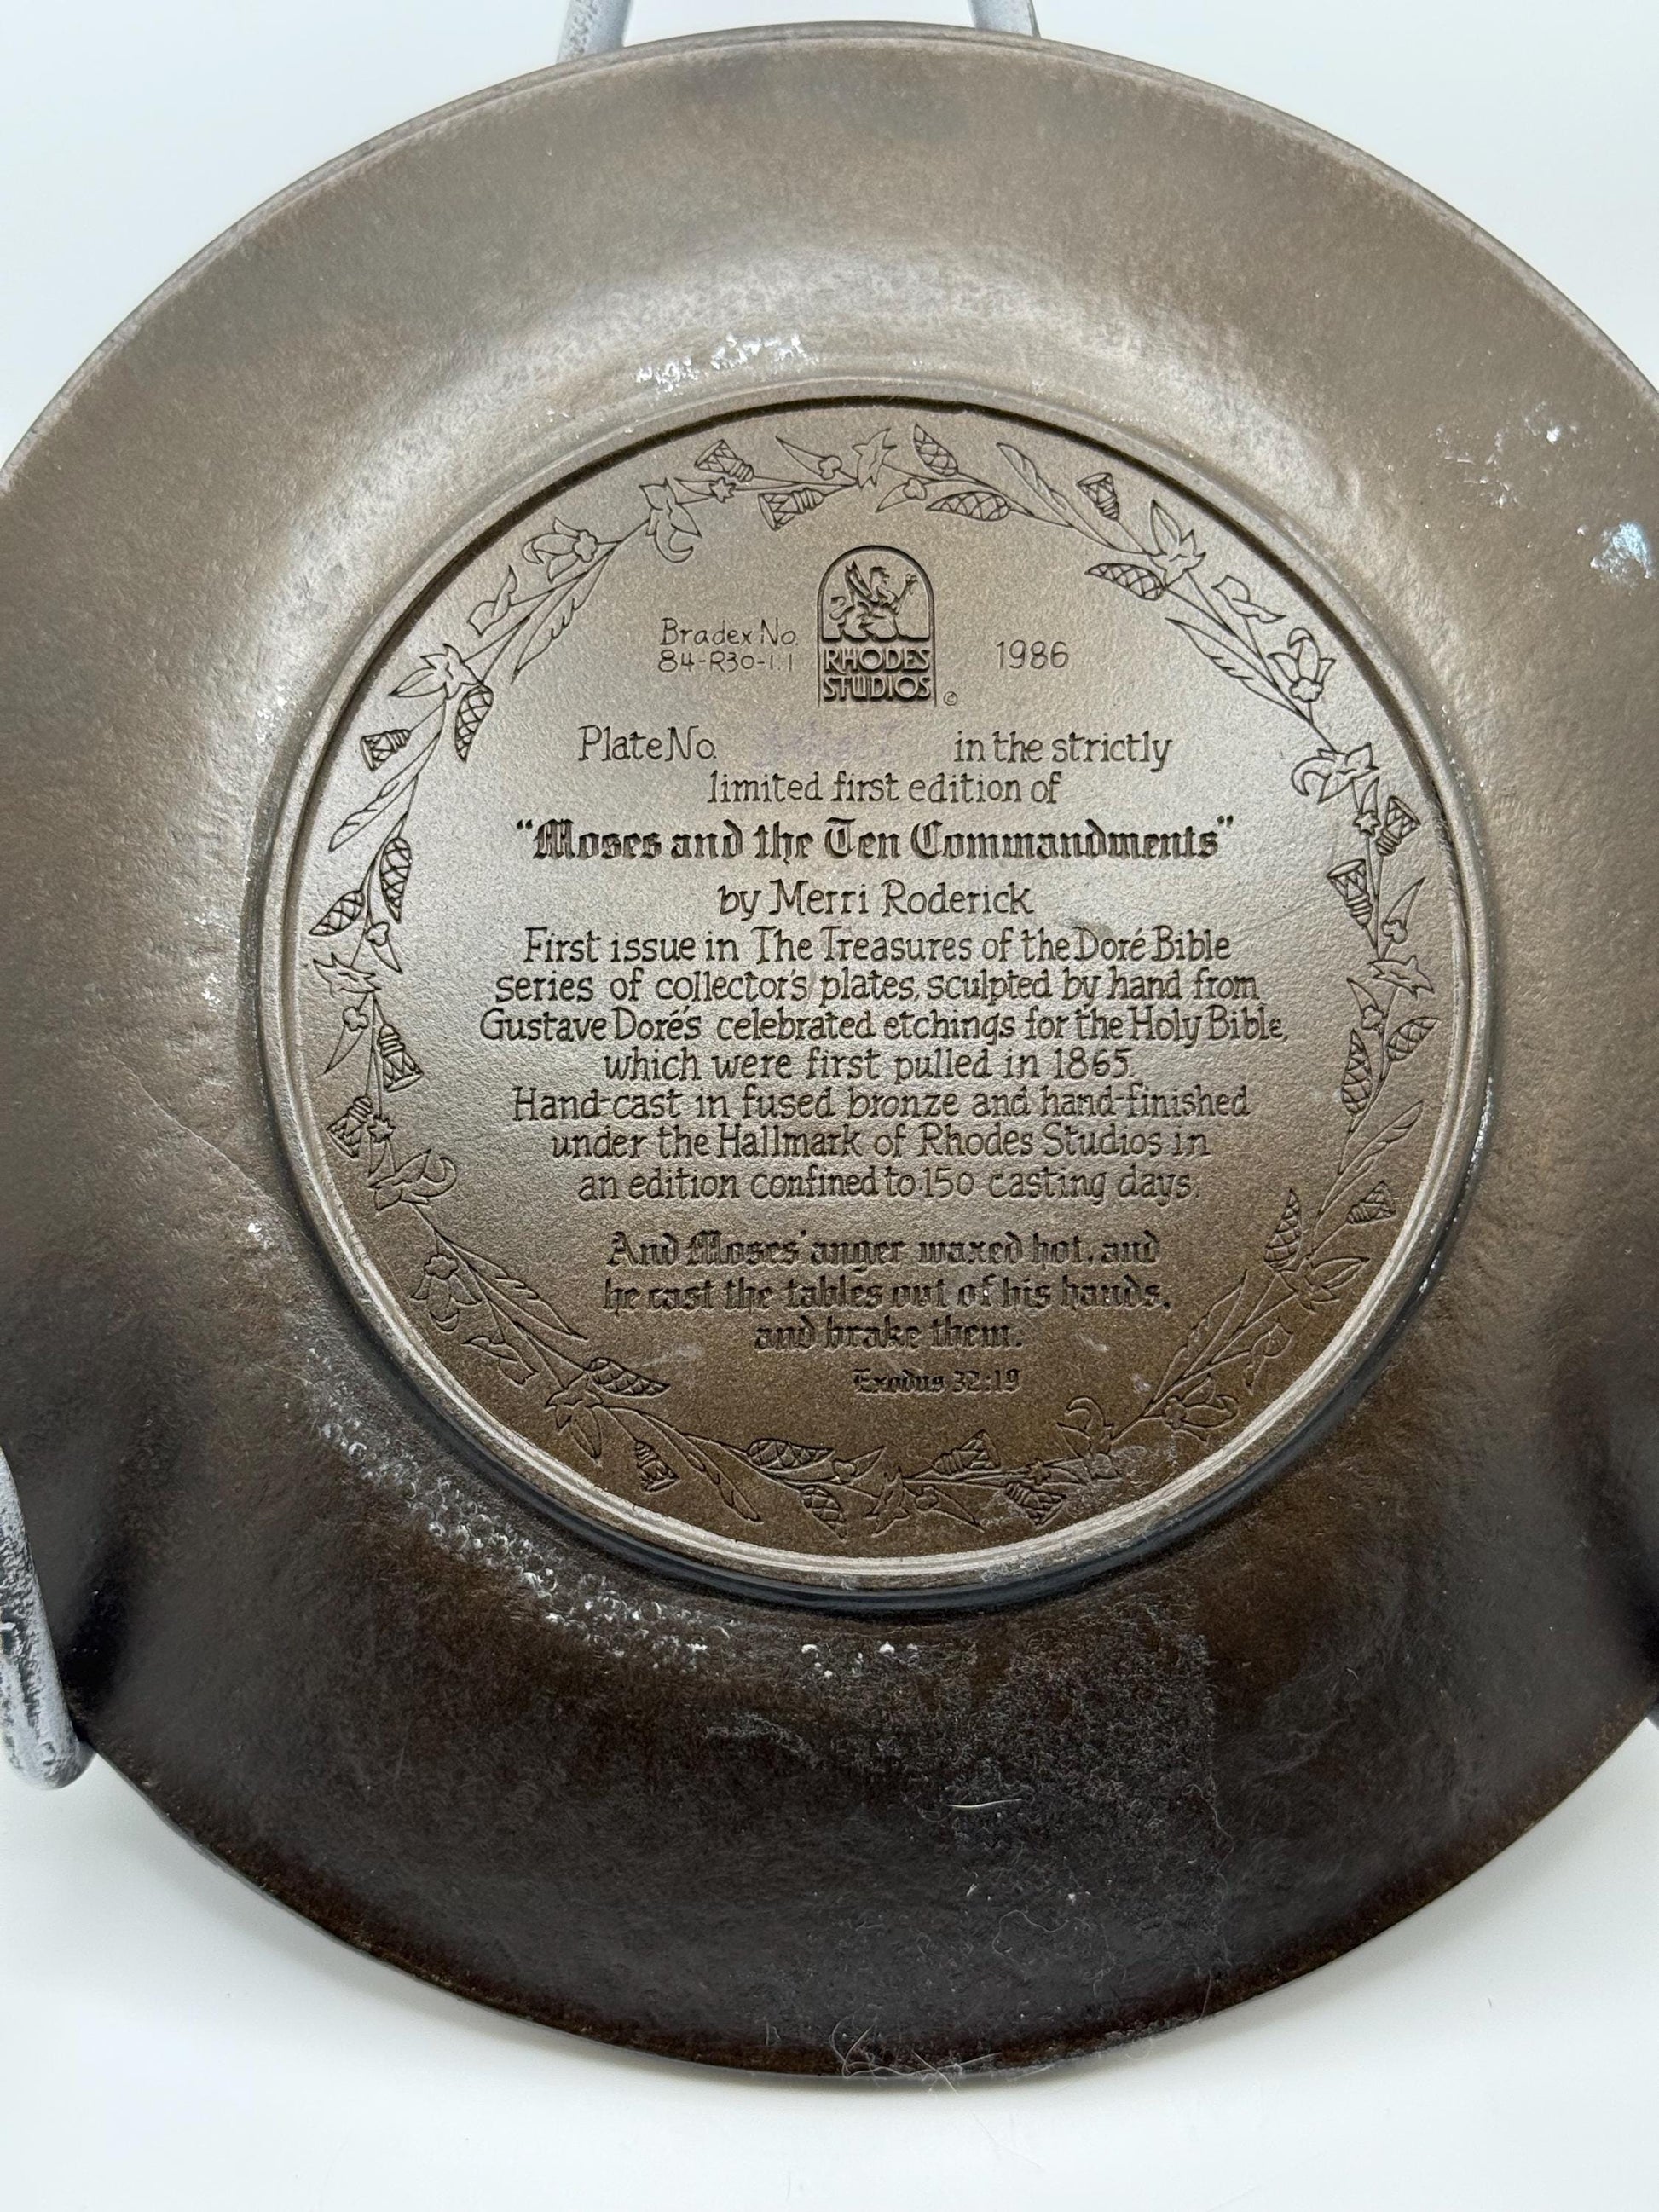 Bradex No.
84-R30-1.1
RHODES
STUDIOS ©
1986
Plate No. in the strictly
limited first edition of
"Moses and the Ten Commandments"
by Merri Roderick
First issue in The Treasures of the Doré Bible
series of collector's plates, sculpted by hand from
Gustave Doré's celebrated etchings for the Holy Bible,
which were first pulled in 1865.
Hand-cast in fused bronze and hand-finished
under the Hallmark of Rhodes Studios in
an edition confined to 150 casting days.
And Moses' anger waxed hot, and
he cast the tables out of his hands,
and brake them.
Exodus 32:19